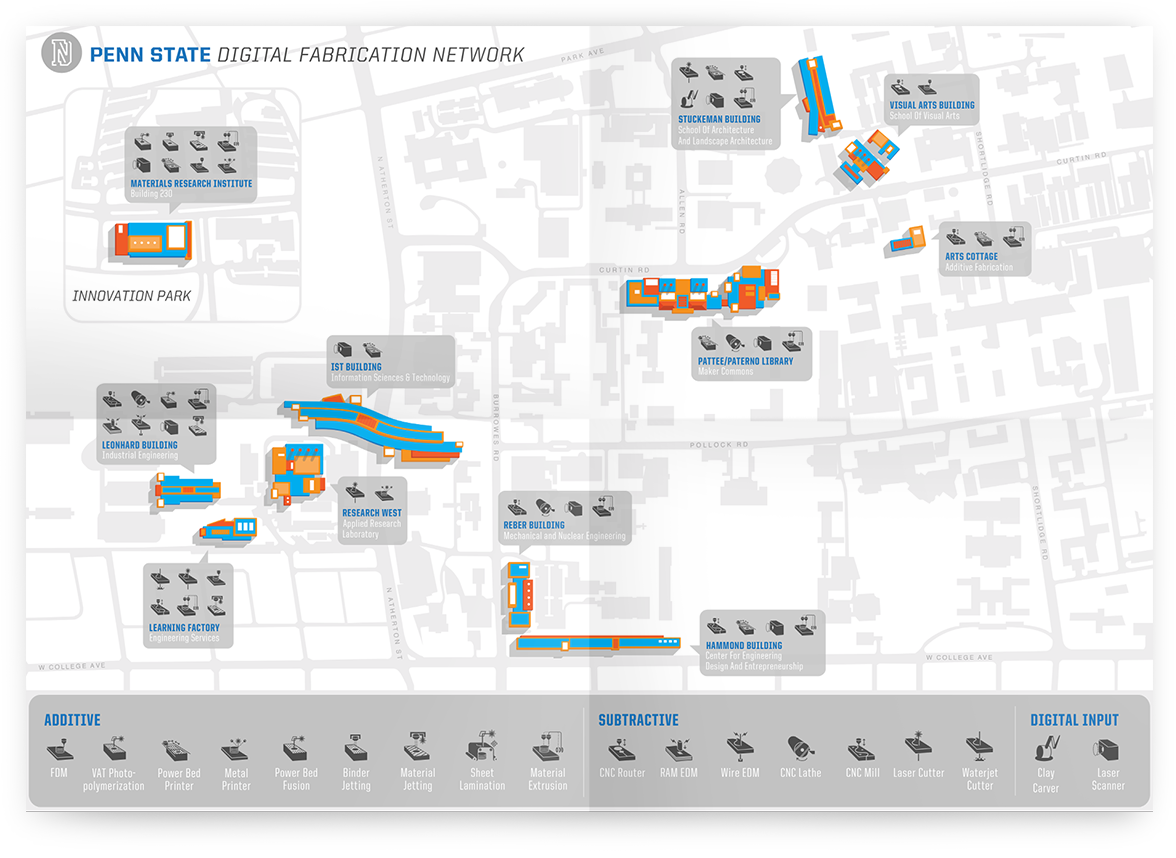 N PENN STATE DIGITAL FABRICATION NETWORK
PARK AVE
N ATHERTON ST
STUCKEMAN BUILDING
School Of Architecture
And Landscape Architecture
VISUAL ARTS BUILDING
School Of Visual Arts
SHORTLIDGE RD
CURTIN RD
MATERIALS RESEARCH INSTITUTE
Building 230
INNOVATION PARK
ALLEN RD
ARTS COTTAGE
Additive Fabrication
CURTIN RD
PATTEE/PATERNO LIBRARY
Maker Commons
IST BUILDING
Information Sciences & Technology
BURROWES RD
LEONHARD BUILDING
Industrial Engineering
POLLOCK RD
RESEARCH WEST
Applied Research
Laboratory
REBER BUILDING
Mechanical and Nuclear Engineering
SHORTLIDGE RD
LEARNING FACTORY
Engineering Services
N ATHERTON ST
HAMMOND BUILDING
Center For Engineering
Design And Entrepreneurship
W COLLEGE AVE
W COLLEGE AVE
ADDITIVE
FDM
VAT Photo-
polymerization
Power Bed
Printer
Metal
Printer
Power Bed
Fusion
Binder
Jetting
Material
Jetting
Sheet
Lamination
Material
Extrusion
SUBTRACTIVE
CNC Router
RAM EDM
Wire EDM
CNC Lathe
CNC Mill
Laser Cutter
Waterjet
Cutter
DIGITAL INPUT
Clay
Carver
Laser
Scanner